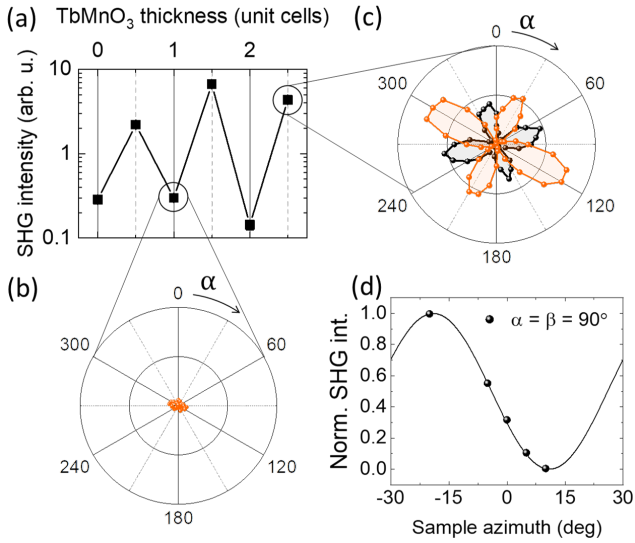 (a)
TbMnO3 thickness (unit cells)
0 1 2
10
1
0.1
SHG intensity (arb. u.)
(b)
α
0
60
120
180
240
300
(c)
α
0
60
120
180
240
300
(d)
α = β = 90°
1.0
0.8
0.6
0.4
0.2
0.0
Norm. SHG int.
-30 -15 0 15 30
Sample azimuth (deg)